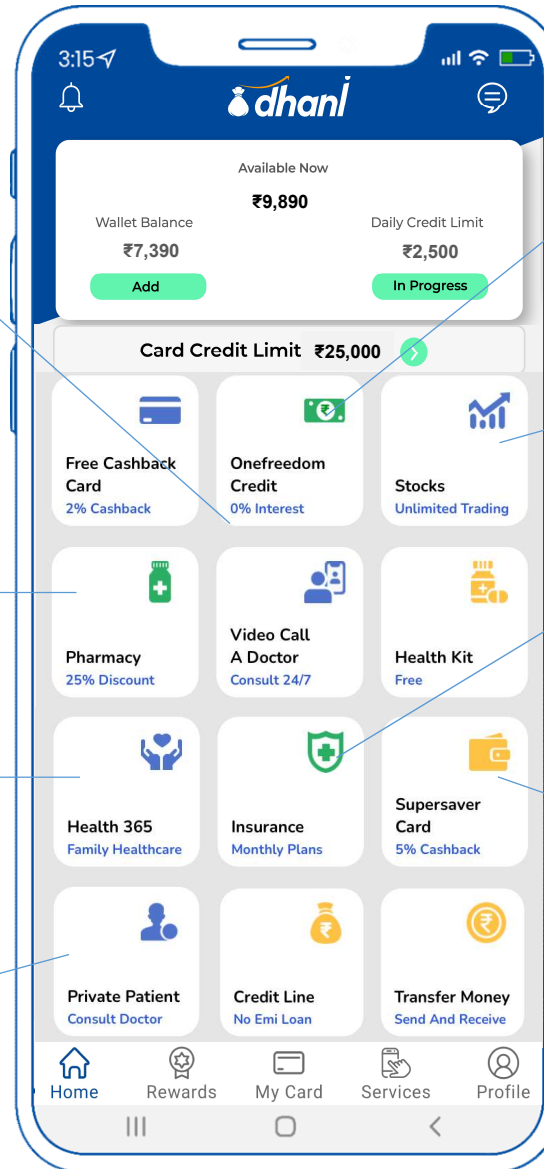 3:15
dhani
Available Now
₹9,890
Wallet Balance
Daily Credit Limit
₹7,390
₹2,500
Add
In Progress
Card Credit Limit ₹25,000
Free Cashback
Card
2% Cashback
Onefreedom
Credit
0% Interest
Stocks
Unlimited Trading
Pharmacy
25% Discount
Video Call
A Doctor
Consult 24/7
Health Kit
Free
Health 365
Family Healthcare
Insurance
Monthly Plans
Supersaver
Card
5% Cashback
Private Patient
Consult Doctor
Credit Line
No Emi Loan
Transfer Money
Send And Receive
Home
Rewards
My Card
Services
Profile